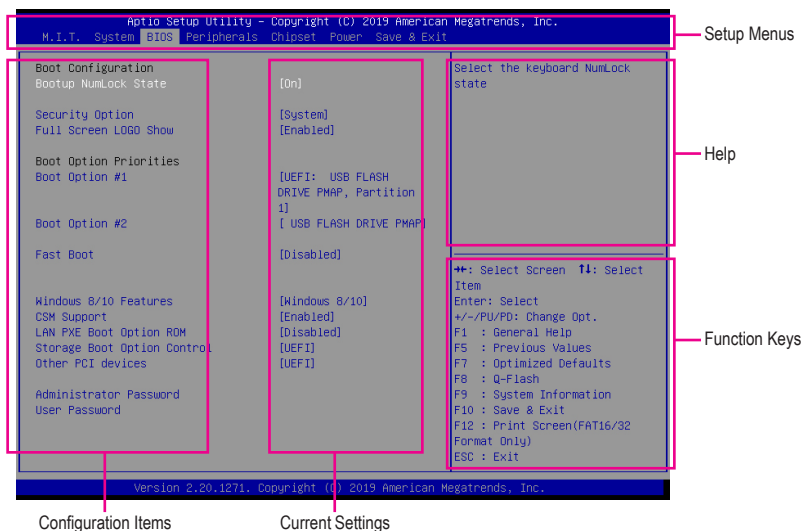 Aptio Setup Utility – Copyright (C) 2019 American Megatrends, Inc.
M.I.T. System BIOS Peripherals Chipset Power Save & Exit
Setup Menus
Boot Configuration
Bootup NumLock State [On]
Security Option [System]
Full Screen LOGO Show [Enabled]
Boot Option Priorities
Boot Option #1 [UEFI: USB FLASH
DRIVE PMAP, Partition
1]
Boot Option #2 [ USB FLASH DRIVE PMAP]
Fast Boot [Disabled]
Windows 8/10 Features [Windows 8/10]
CSM Support [Enabled]
LAN PXE Boot Option ROM [Disabled]
Storage Boot Option Control [UEFI]
Other PCI devices [UEFI]
Administrator Password
User Password
Select the keyboard NumLock
state
Help
→←: Select Screen ↑↓: Select
Item
Enter: Select
+/-/PU/PD: Change Opt.
F1 : General Help
F5 : Previous Values
F7 : Optimized Defaults
F8 : Q-Flash
F9 : System Information
F10 : Save & Exit
F12 : Print Screen(FAT16/32
Format Only)
ESC : Exit
Function Keys
Version 2.20.1271. Copyright (C) 2019 American Megatrends, Inc.
Configuration Items
Current Settings